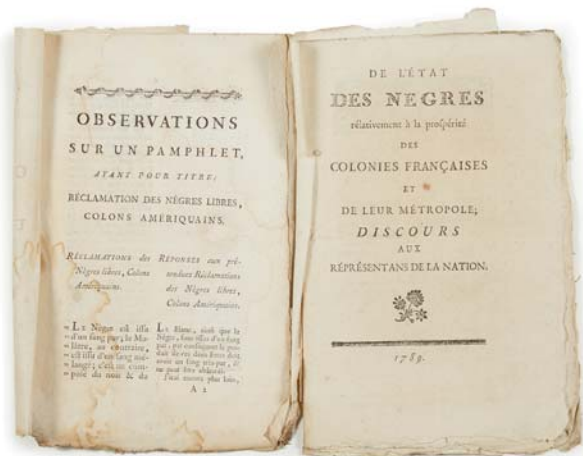 OBSERVATIONS
SUR UN PAMPHLET,
AYANT POUR TITRE:
RÉCLAMATION DES NÈGRES LIBRES,
COLONS AMÉRIQUAINS.
RÉCLAMATIONS des
Nègres libres, Colons
Amériquains.
RÉPONSES aux pré-
tendues Réclamations
des Nègres libres,
Colons Amériquains.
» LE Nègre est issu
» d'un sang pur; le Mu-
» lâtre, au contraire,
» est issu d'un sang mé-
» langé; c'est un com-
» posé du noir & du
LE Blanc, ainsi que le
Nègre, sont issus d'un sang
pur; par conséquent le pro-
duit de ces deux êtres doit
avoir un sang très-pur, &
ne peut être abâtardi.
J'irai encore plus loin,
A 2
DE L'ÉTAT
DES NEGRES
rélativement à la prospérité
DES
COLONIES FRANÇAISES
ET
DE LEUR MÉTROPOLE;
DISCOURS
AUX
RÉPRÉSENTANS DE LA NATION.
1789.